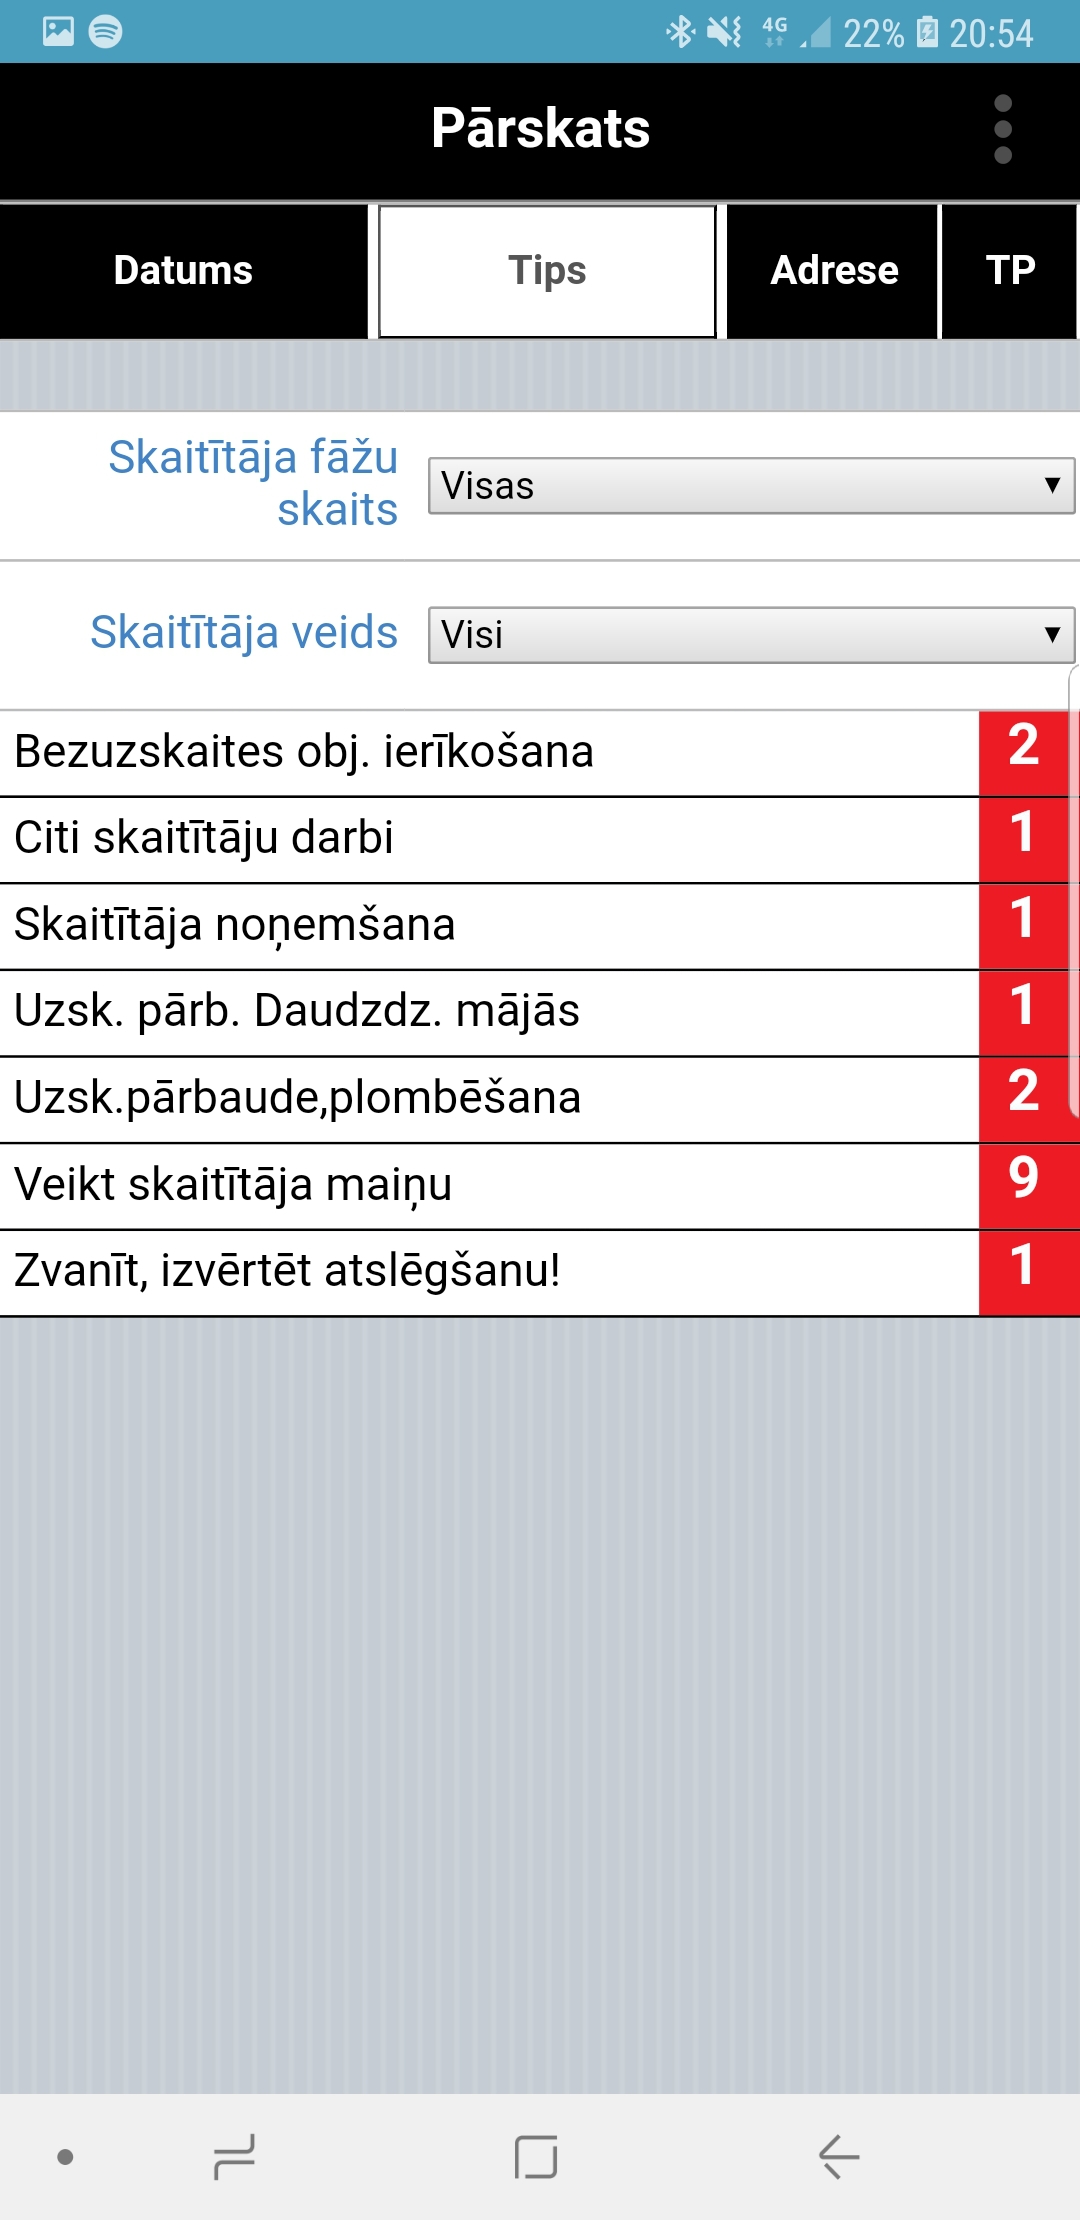 4G 22% 20:54
Pārskats
Datums Tips Adrese TP
Skaitītāja fāžu
skaits
Visas
Skaitītāja veids Visi
Bezuzskaites obj. ierīkošana 2
Citi skaitītāju darbi 1
Skaitītāja noņemšana 1
Uzsk. pārb. Daudzdz. mājās 1
Uzsk.pārbaude,plombēšana 2
Veikt skaitītāja maiņu 9
Zvanīt, izvērtēt atslēgšanu! 1